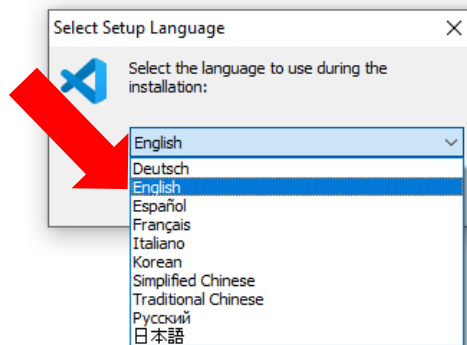 Select Setup Language
Select the language to use during the
installation:
English
Deutsch
English
Español
Français
Italiano
Korean
Simplified Chinese
Traditional Chinese
Русский
日本語